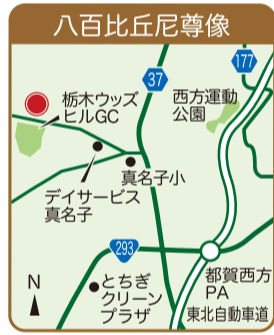 八百比丘尼尊像
177
37
栃木ウッズ
ヒルGC
西方運動
公園
真名子小
デイサービス
真名子
293
都賀西方
PA
N
とちぎ
クリーン
プラザ
東北自動車道